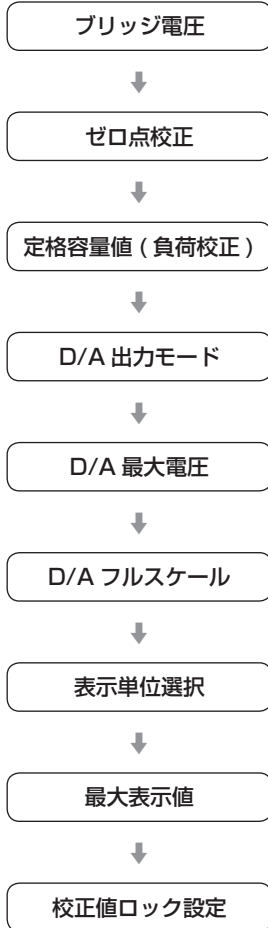 ブリッジ電圧
ゼロ点校正
定格容量値 ( 負荷校正 )
D/A 出力モード
D/A 最大電圧
D/A フルスケール
表示単位選択
最大表示値
校正値ロック設定